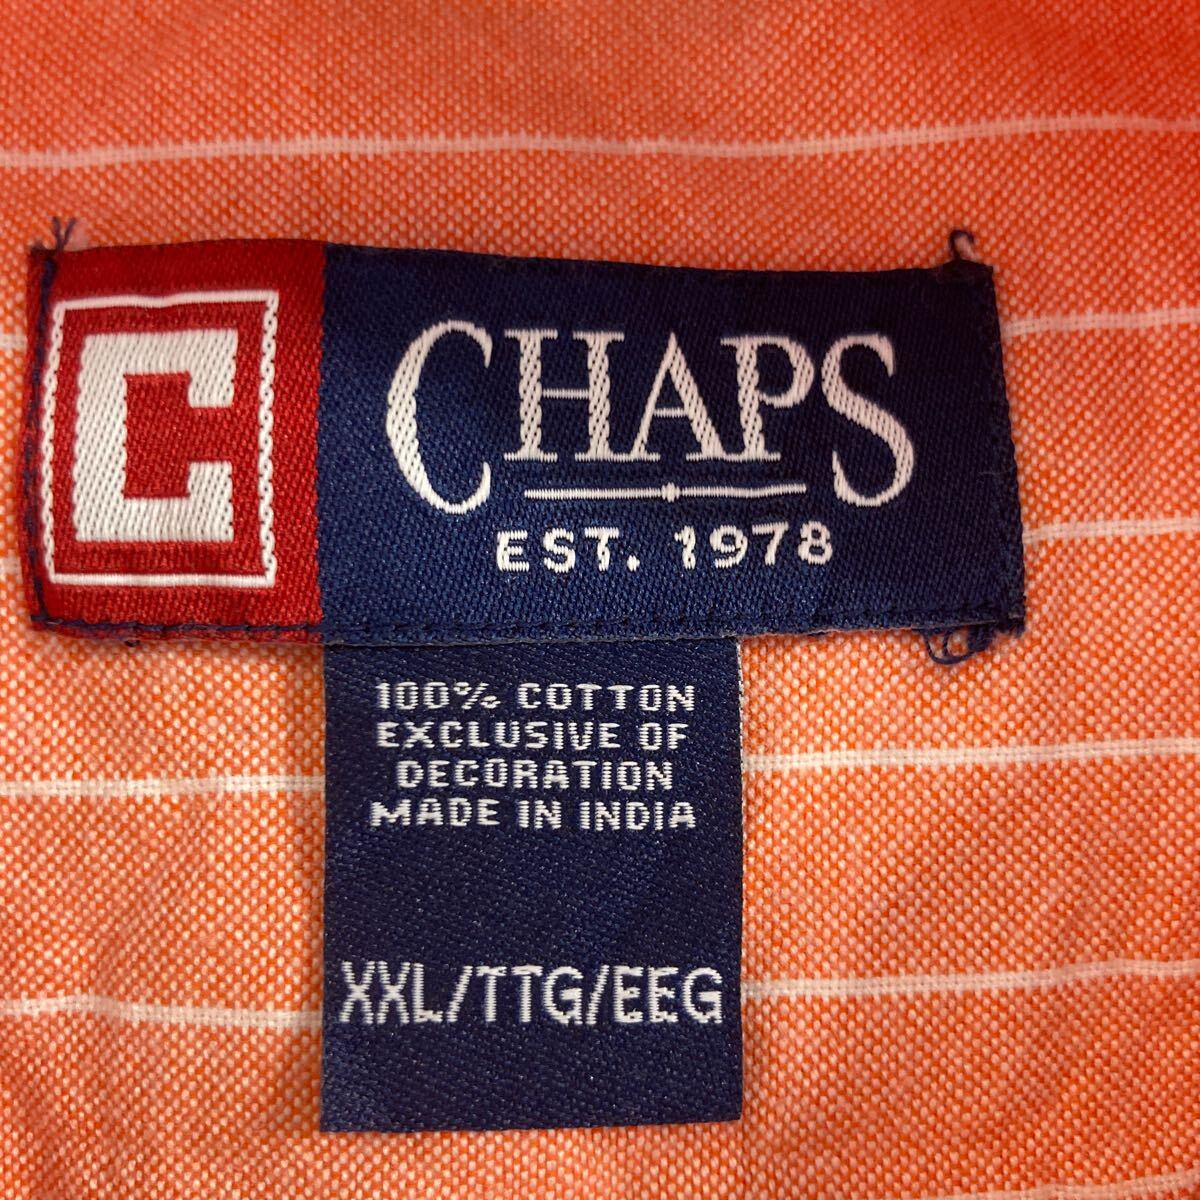 C
CHAPS
EST. 1978
100% COTTON
EXCLUSIVE OF
DECORATION
MADE IN INDIA
XXL/TTG/EEG